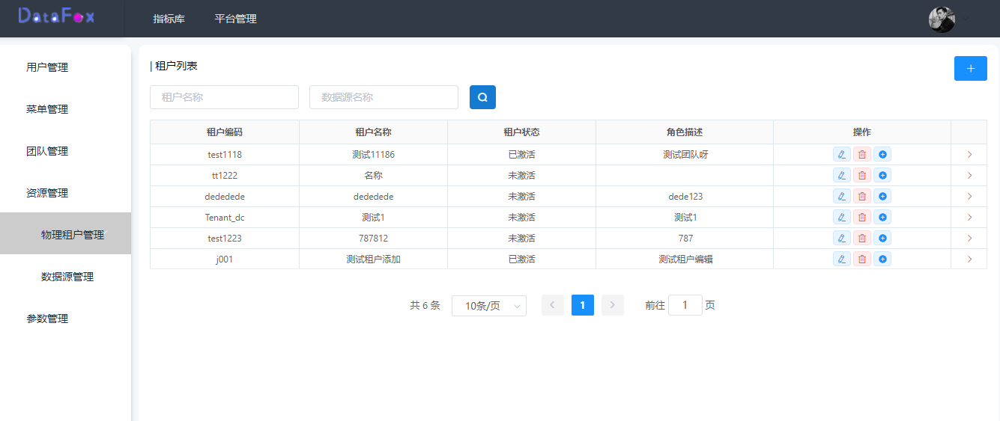 DataFox 指标库 平台管理
用户管理
菜单管理
团队管理
资源管理
物理租户管理
数据源管理
参数管理
| 租户列表
租户名称 数据源名称
租户编码 租户名称 租户状态 角色描述 操作
test1118 测试11186 已激活 测试团队呀
tt1222 名称 未激活
dededede dededede 未激活 dede123
Tenant_dc 测试1 未激活 测试1
test1223 787812 未激活 787
j001 测试租户添加 已激活 测试租户编辑
共 6 条 10条/页 1 前往 1 页